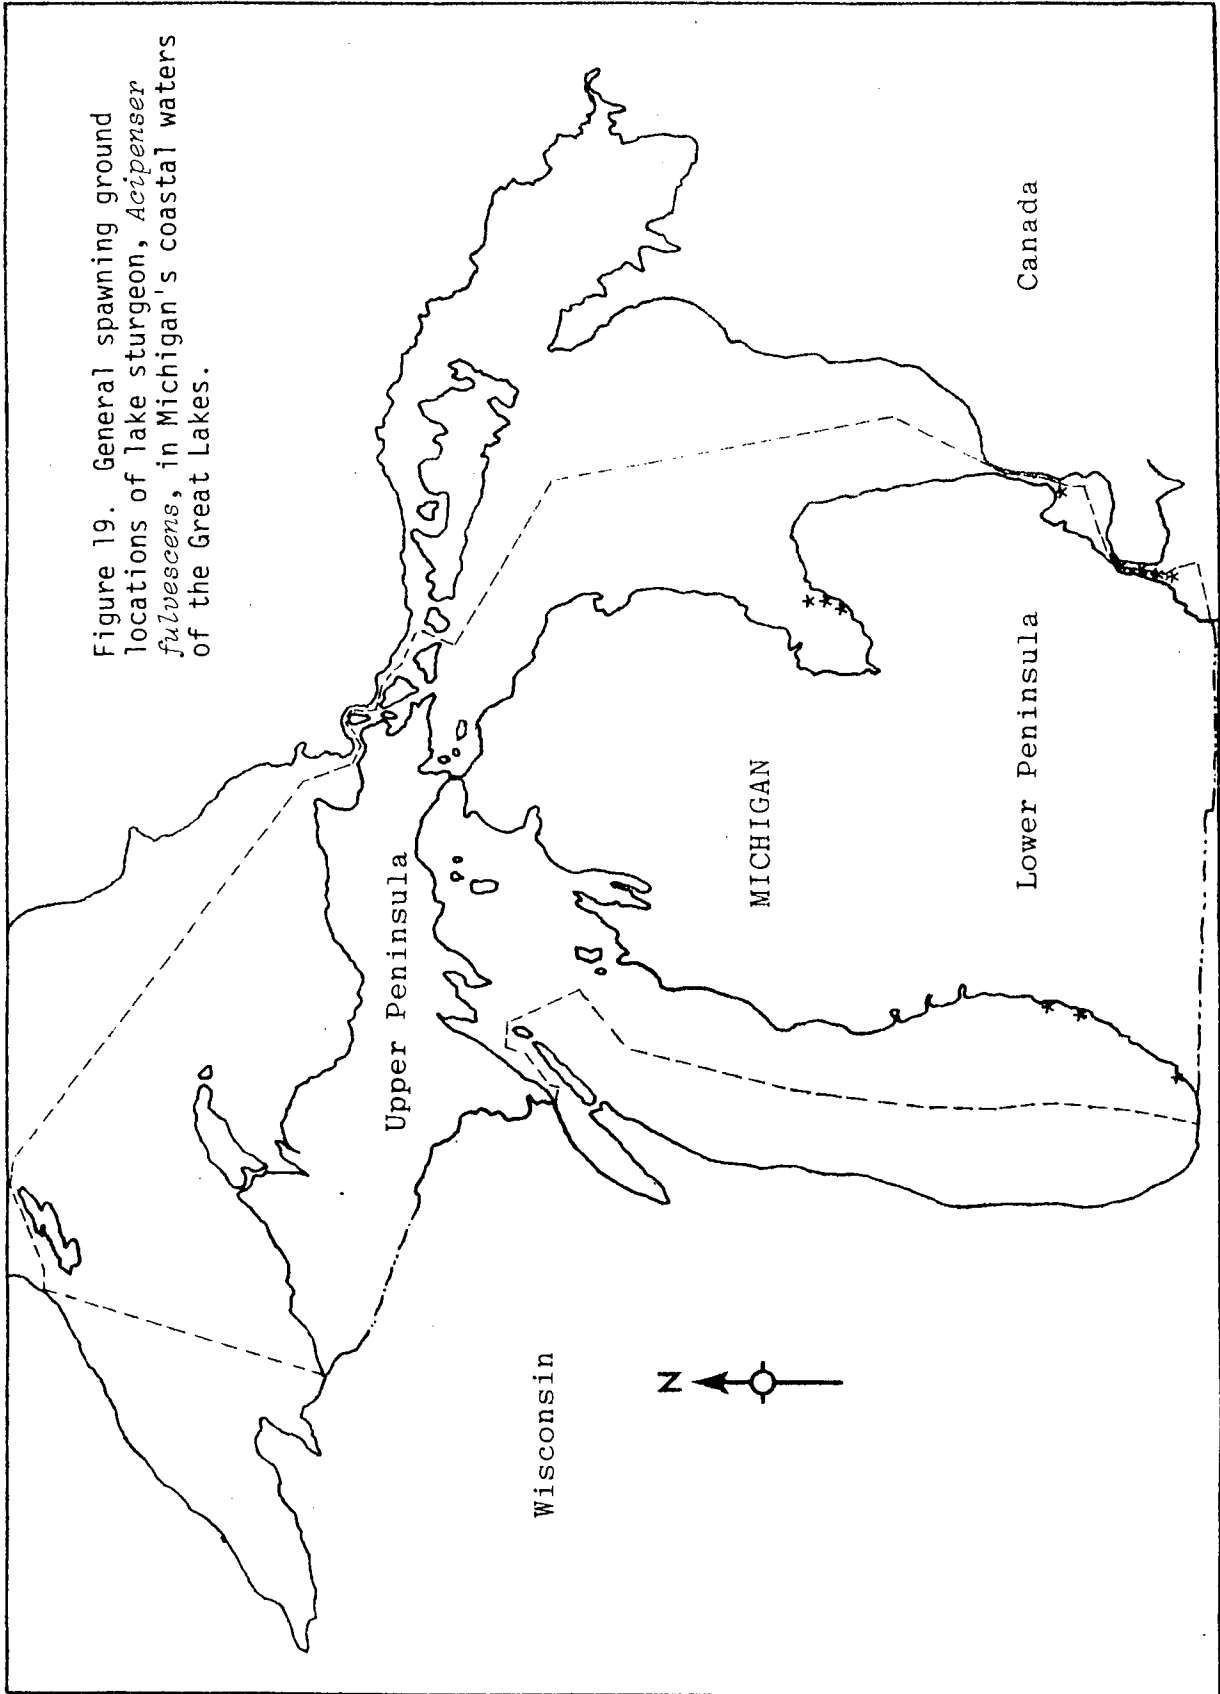 Figure 19. General spawning ground
locations of lake sturgeon, Acipenser
fulvescens, in Michigan's coastal waters
of the Great Lakes.
Upper Peninsula
Wisconsin
N
MICHIGAN
Lower Peninsula
Canada